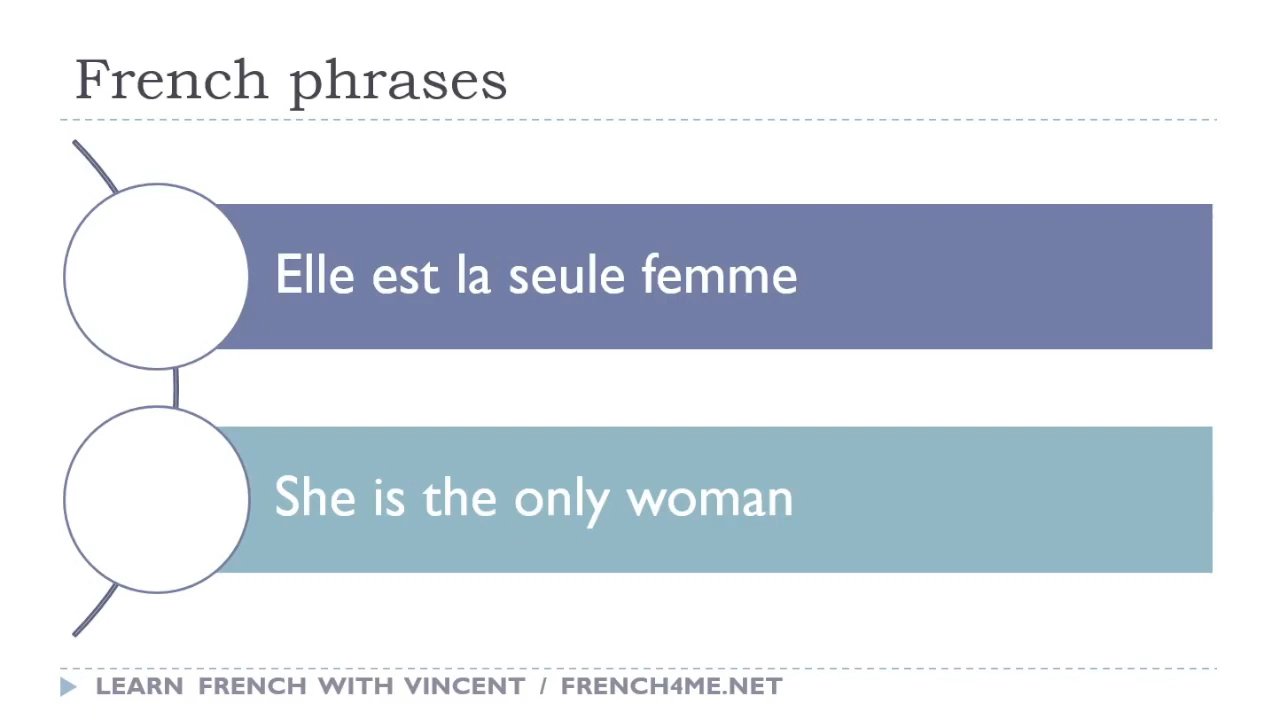 French phrases
Elle est la seule femme
She is the only woman
LEARN FRENCH WITH VINCENT / FRENCH4ME.NET